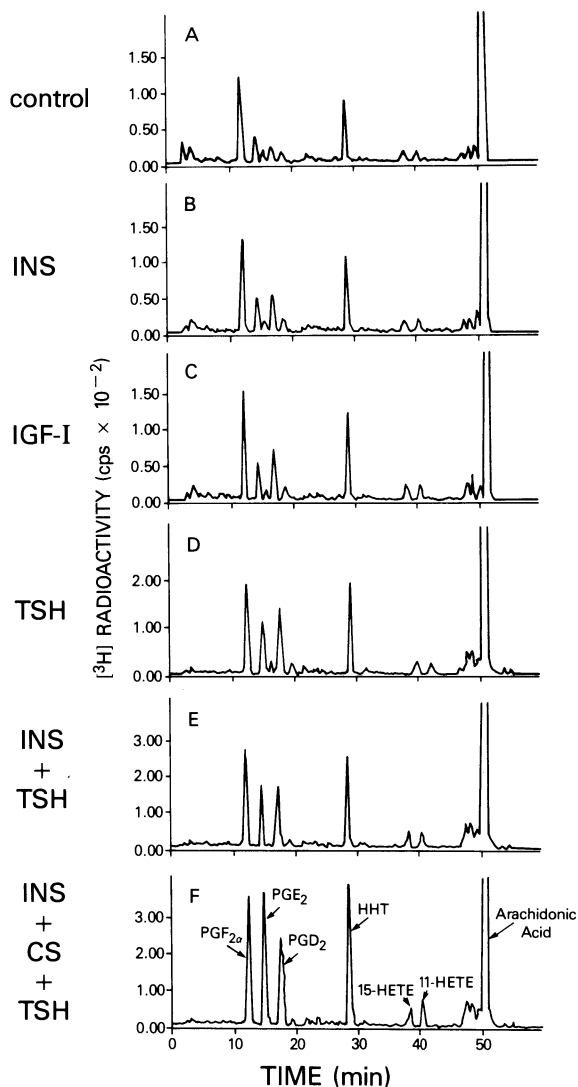 A
control
1.50
1.00
0.50
0.00
B
INS
1.50
1.00
0.50
0.00
C
IGF-I
1.50
1.00
0.50
0.00
[³H] RADIOACTIVITY (cps × 10⁻²)
D
TSH
2.00
1.00
0.00
E
INS
+
TSH
3.00
2.00
1.00
0.00
F
INS
+
CS
+
TSH
3.00
2.00
1.00
0.00
PGF2α
PGE2
PGD2
HHT
15-HETE
11-HETE
Arachidonic
Acid
0 10 20 30 40 50
TIME (min)